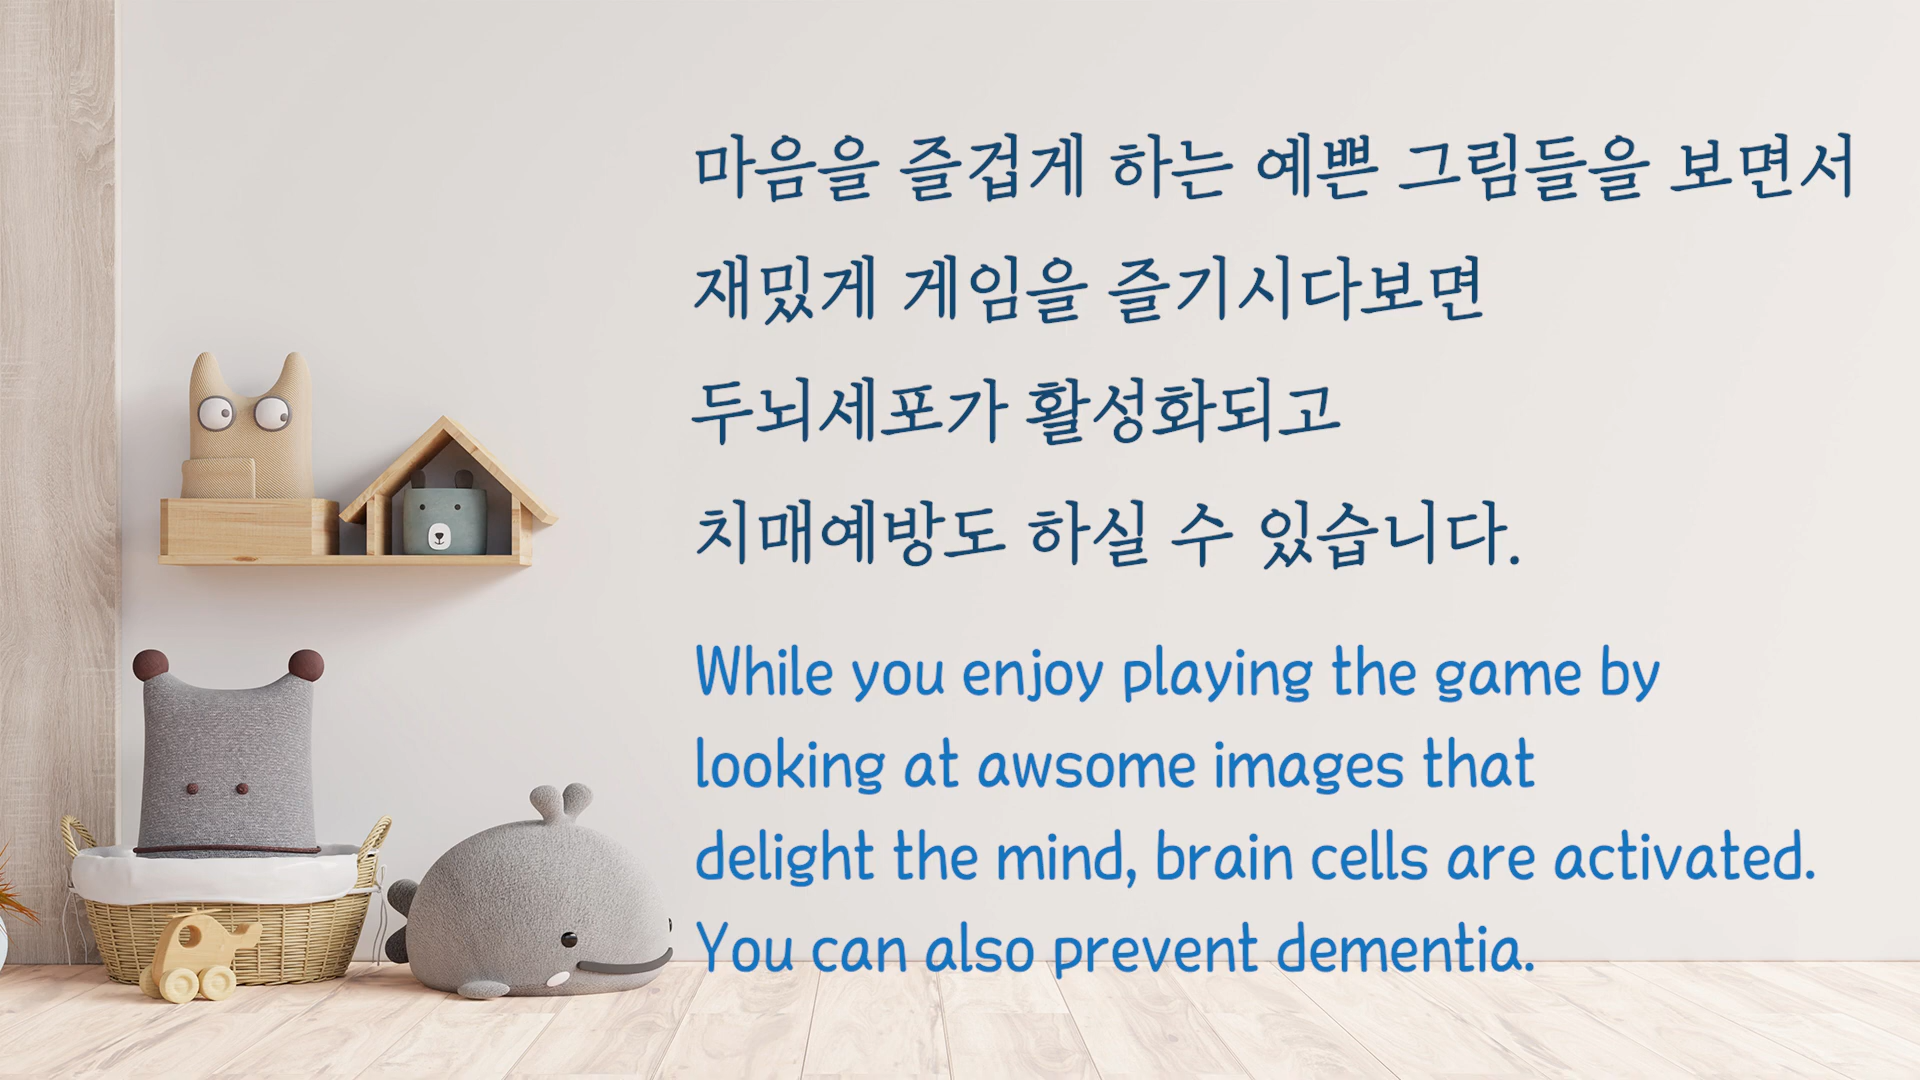 마음을 즐겁게 하는 예쁜 그림들을 보면서
재밌게 게임을 즐기시다보면
두뇌세포가 활성화되고
치매예방도 하실 수 있습니다.
While you enjoy playing the game by
looking at awsome images that
delight the mind, brain cells are activated.
You can also prevent dementia.